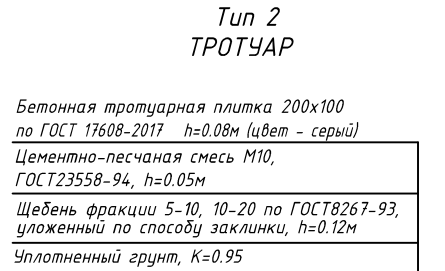 Тип 2
ТРОТУАР
Бетонная тротуарная плитка 200х100
по ГОСТ 17608-2017 h=0.08м (цвет - серый)
Цементно-песчаная смесь М10,
ГОСТ23558-94, h=0.05м
Щебень фракции 5-10, 10-20 по ГОСТ8267-93,
уложенный по способу заклинки, h=0.12м
Уплотненный грунт, К=0.95